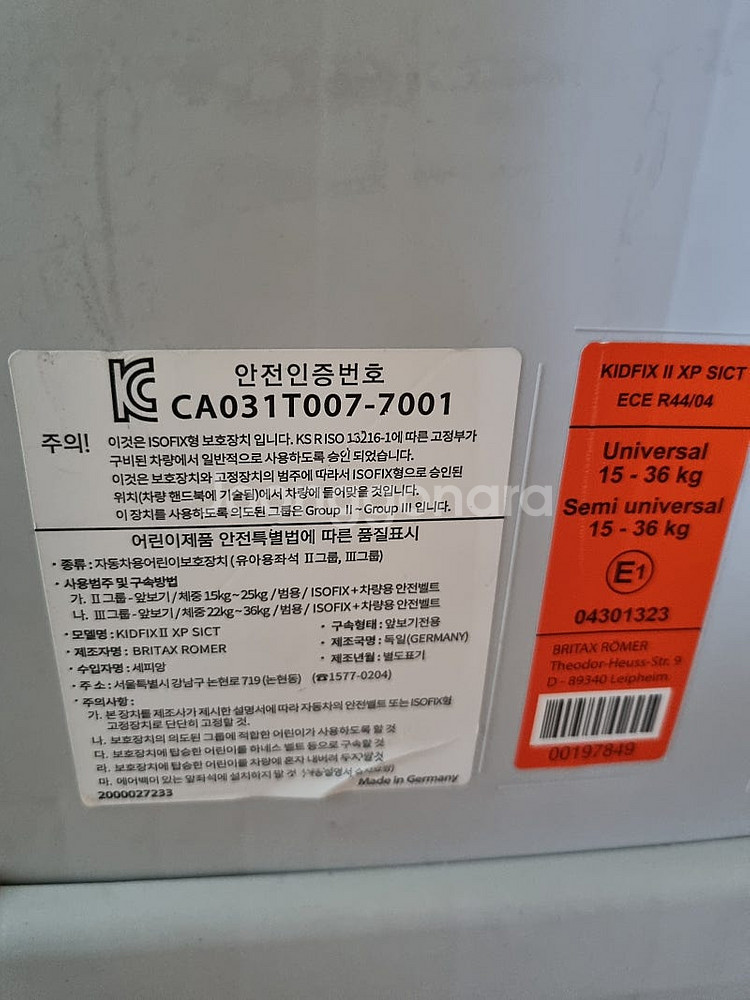 안전인증번호
CA031T007-7001
주의!
이것은 ISOFIX형 보호장치 입니다. KS R ISO 13216-1에 따른 고정부가
구비된 차량에서 일반적으로 사용하도록 승인 되었습니다.
이것은 보호장치와 고정장치의 범주에 따라서 ISOFIX형으로 승인된
위치(차량 핸드북에 기술됨)에서 차량에 들어맞을 것입니다.
이 장치를 사용하도록 의도된 그룹은 Group Ⅱ ~ Group Ⅲ 입니다.
어린이제품 안전특별법에 따른 품질표시
· 종류 : 자동차용어린이보호장치 (유아용좌석 Ⅱ그룹, Ⅲ그룹)
· 사용범주 및 구속방법
가. Ⅱ그룹 - 앞보기 / 체중 15kg~25kg / 범용 / ISOFIX + 차량용 안전벨트
나. Ⅲ그룹 - 앞보기 / 체중 22kg~36kg / 범용 / ISOFIX + 차량용 안전벨트
· 모델명 : KIDFIXⅡ XP SICT
· 구속형태 : 앞보기전용
· 제조자명 : BRITAX ROMER
· 제조국명 : 독일(GERMANY)
· 수입자명 : 세피앙
· 제조년월 : 별도표기
· 주 소 : 서울특별시 강남구 논현로 719 (논현동) (☎1577-0204)
· 주의사항 :
가. 본 장치를 제조사가 제시한 설명서에 따라 자동차의 안전벨트 또는 ISOFIX형
고정장치로 단단히 고정할 것.
나. 보호장치의 의도된 그룹에 적합한 어린이가 사용하도록 할 것
다. 보호장치에 탑승한 어린이를 하네스 벨트 등으로 구속할 것
라. 보호장치에 탑승한 어린이를 차량에 혼자 내버려 두지 말 것
마. 에어백이 있는 앞좌석에 설치하지 말 것
Made in Germany
2000027233
KIDFIX II XP SICT
ECE R44/04
Universal
15 - 36 kg
Semi universal
15 - 36 kg
E1
04301323
BRITAX RÖMER
Theodor-Heuss-Str. 9
D - 89340 Leipheim
00197849